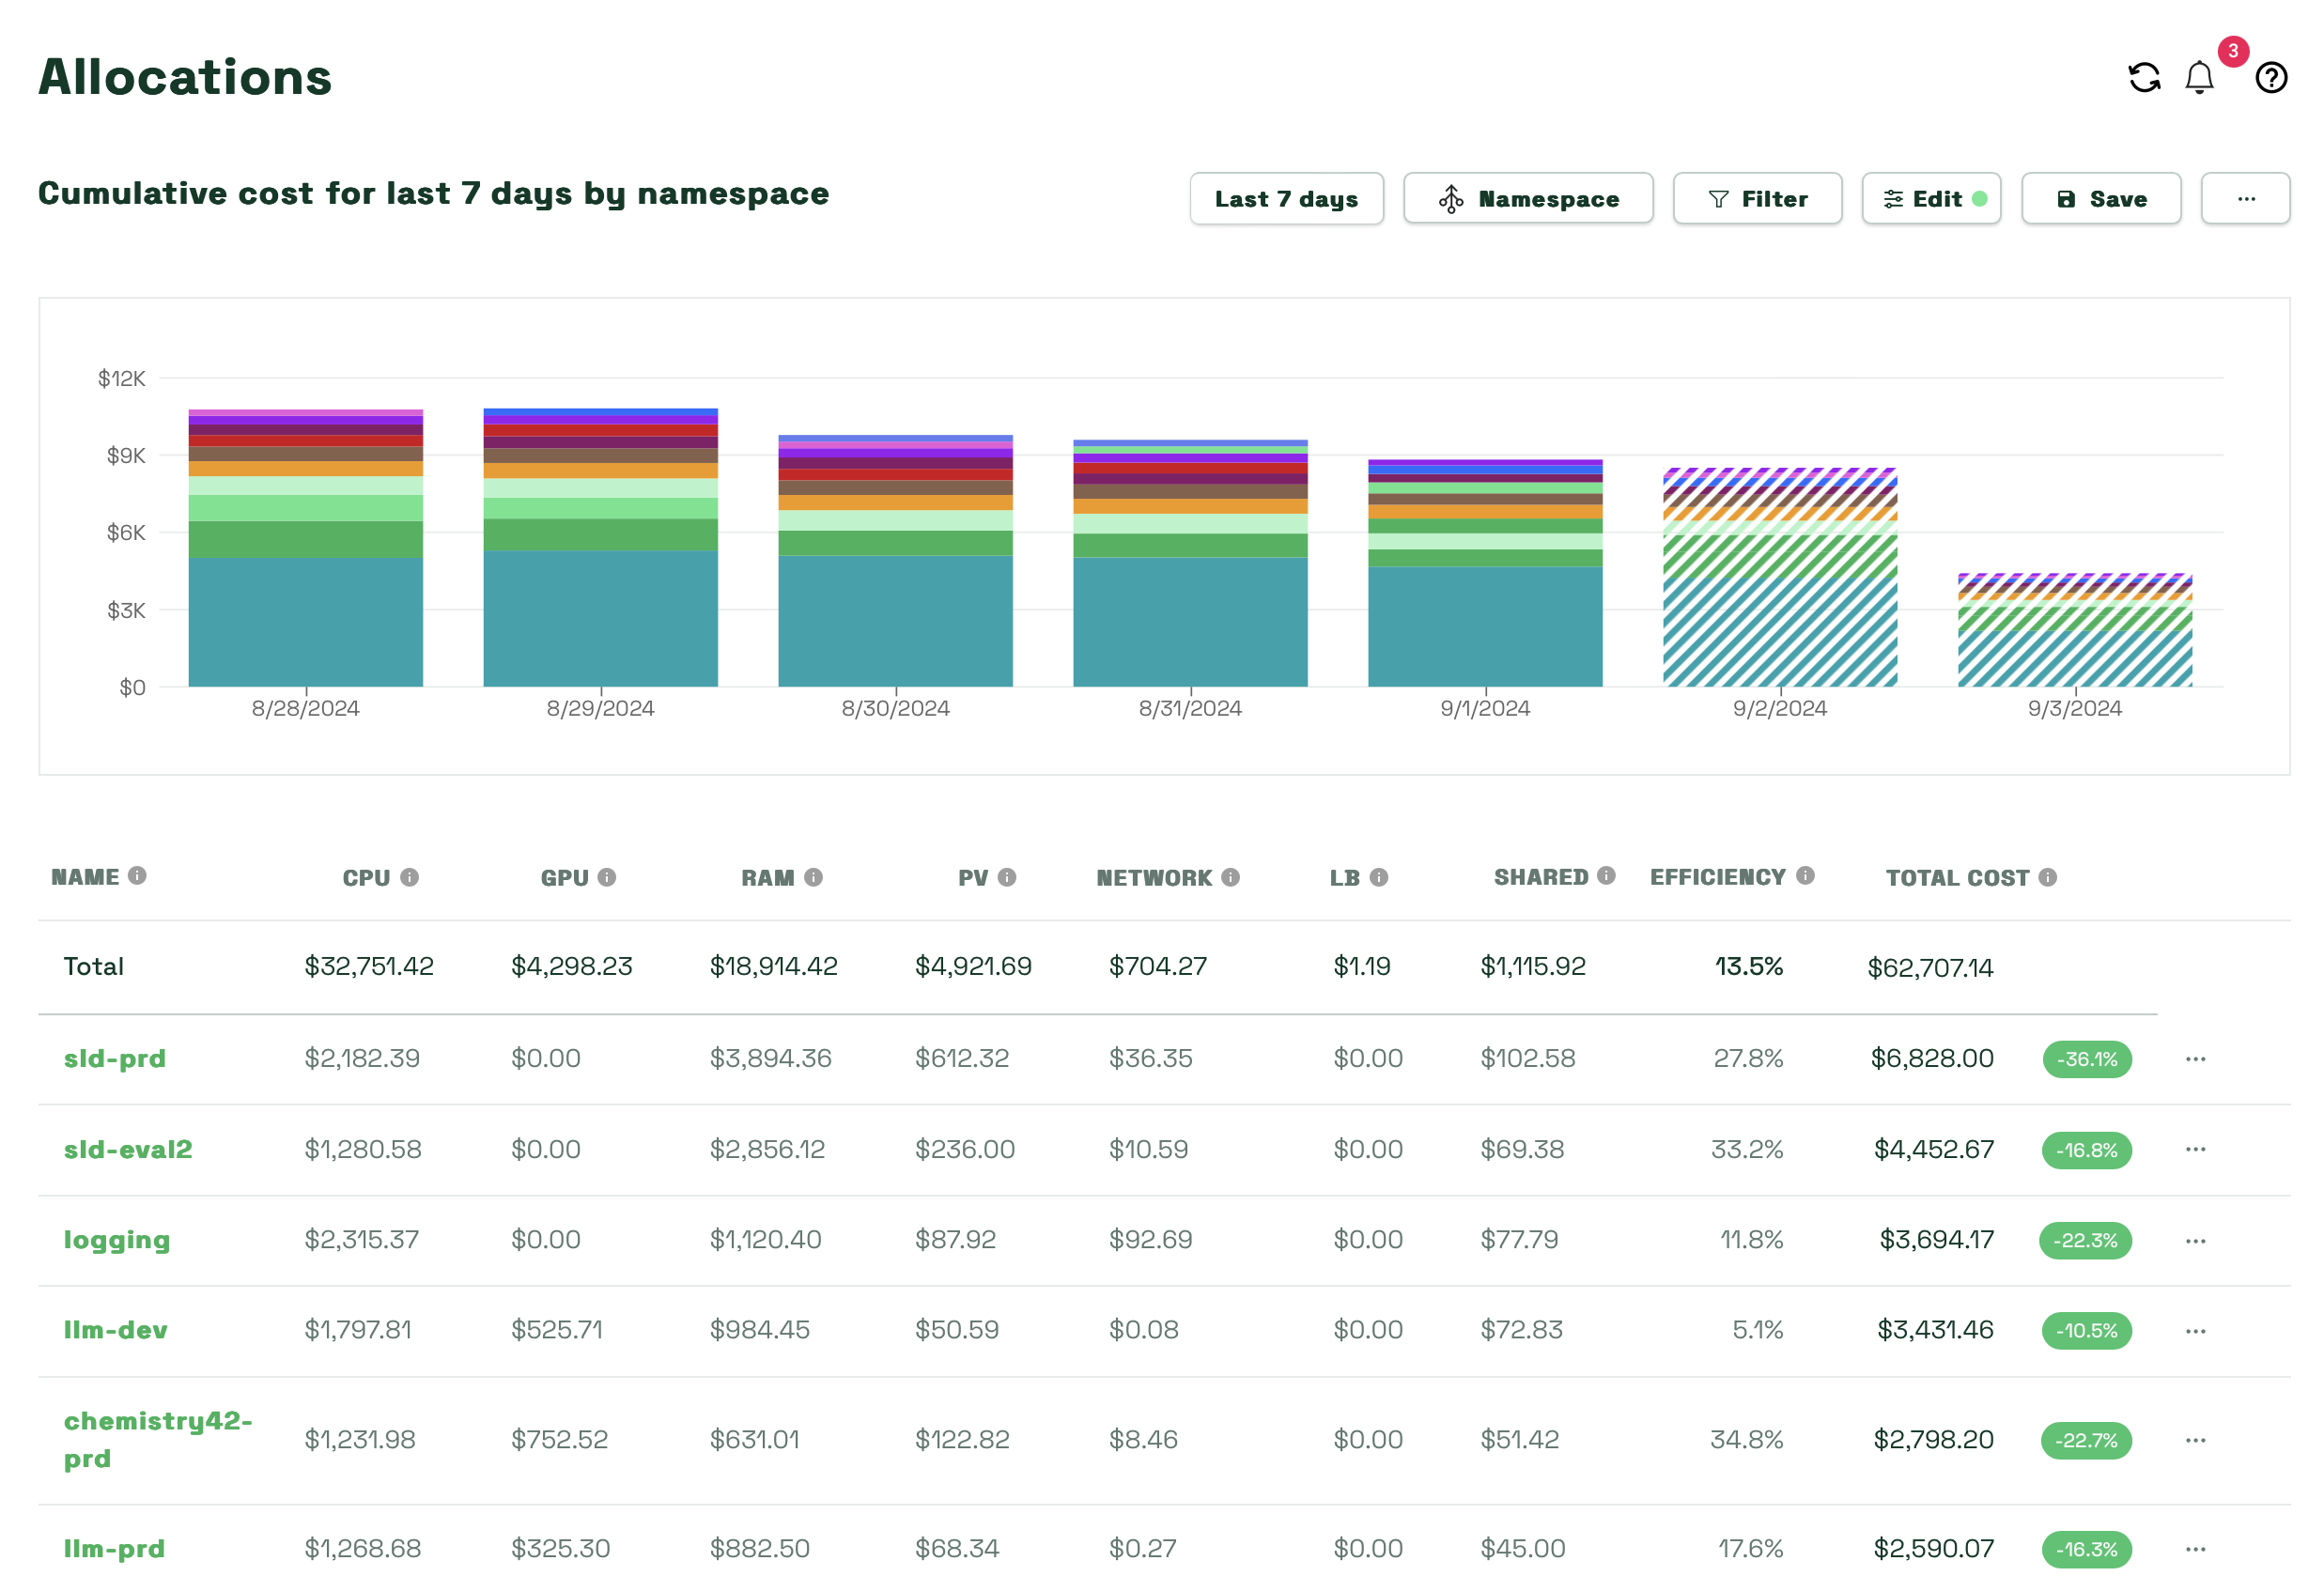 Allocations
3
Cumulative cost for last 7 days by namespace
Last 7 days
Namespace
Filter
Edit
Save
...
$12K
$9K
$6K
$3K
$0
8/28/2024 8/29/2024 8/30/2024 8/31/2024 9/1/2024 9/2/2024 9/3/2024
NAME CPU GPU RAM PV NETWORK LB SHARED EFFICIENCY TOTAL COST
Total $32,751.42 $4,298.23 $18,914.42 $4,921.69 $704.27 $1.19 $1,115.92 13.5% $62,707.14
sld-prd $2,182.39 $0.00 $3,894.36 $612.32 $36.35 $0.00 $102.58 27.8% $6,828.00 -36.1% ...
sld-eval2 $1,280.58 $0.00 $2,856.12 $236.00 $10.59 $0.00 $69.38 33.2% $4,452.67 -16.8% ...
logging $2,315.37 $0.00 $1,120.40 $87.92 $92.69 $0.00 $77.79 11.8% $3,694.17 -22.3% ...
llm-dev $1,797.81 $525.71 $984.45 $50.59 $0.08 $0.00 $72.83 5.1% $3,431.46 -10.5% ...
chemistry42-
prd $1,231.98 $752.52 $631.01 $122.82 $8.46 $0.00 $51.42 34.8% $2,798.20 -22.7% ...
llm-prd $1,268.68 $325.30 $882.50 $68.34 $0.27 $0.00 $45.00 17.6% $2,590.07 -16.3% ...